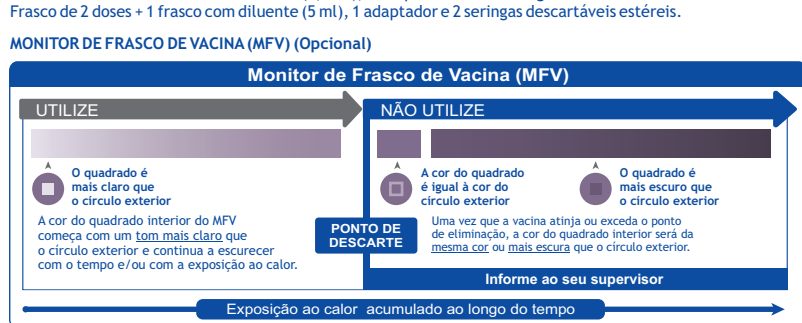 Frasco de 2 doses + 1 frasco com diluente (5 ml), 1 adaptador e 2 seringas descartáveis estéreis.
MONITOR DE FRASCO DE VACINA (MFV) (Opcional)
Monitor de Frasco de Vacina (MFV)
UTILIZE
O quadrado é
mais claro que
o círculo exterior
A cor do quadrado interior do MFV
começa com um tom mais claro que
o círculo exterior e continua a escurecer
com o tempo e/ou com a exposição ao calor.
PONTO DE
DESCARTE
NÃO UTILIZE
A cor do quadrado
é igual à cor do
círculo exterior
O quadrado é
mais escuro que
o círculo exterior
Uma vez que a vacina atinja ou exceda o ponto
de eliminação, a cor do quadrado interior será da
mesma cor ou mais escura que o círculo exterior.
Informe ao seu supervisor
Exposição ao calor acumulado ao longo do tempo